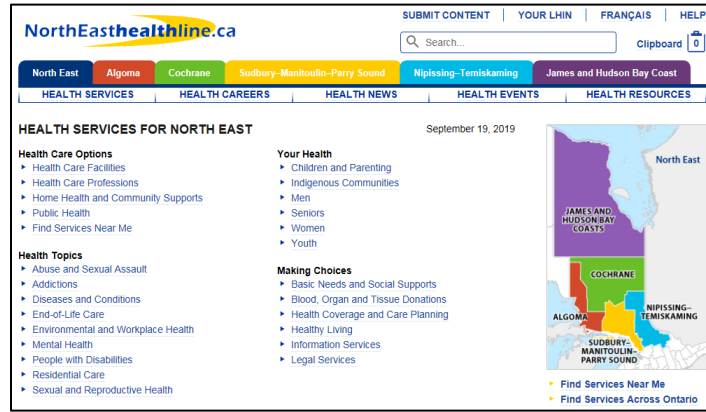 SUBMIT CONTENT YOUR LHIN FRANÇAIS HELP
NorthEasthealthline.ca
Search...
Clipboard 0
North East Algoma Cochrane Sudbury–Manitoulin–Parry Sound Nipissing–Temiskaming James and Hudson Bay Coast
HEALTH SERVICES HEALTH CAREERS HEALTH NEWS HEALTH EVENTS HEALTH RESOURCES
HEALTH SERVICES FOR NORTH EAST
September 19, 2019
Health Care Options
Health Care Facilities
Health Care Professions
Home Health and Community Supports
Public Health
Find Services Near Me
Health Topics
Abuse and Sexual Assault
Addictions
Diseases and Conditions
End-of-Life Care
Environmental and Workplace Health
Mental Health
People with Disabilities
Residential Care
Sexual and Reproductive Health
Your Health
Children and Parenting
Indigenous Communities
Men
Seniors
Women
Youth
Making Choices
Basic Needs and Social Supports
Blood, Organ and Tissue Donations
Health Coverage and Care Planning
Healthy Living
Information Services
Legal Services
North East
JAMES AND
HUDSON BAY
COASTS
COCHRANE
ALGOMA
NIPISSING–
TEMISKAMING
SUDBURY–
MANITOULIN–
PARRY SOUND
Find Services Near Me
Find Services Across Ontario